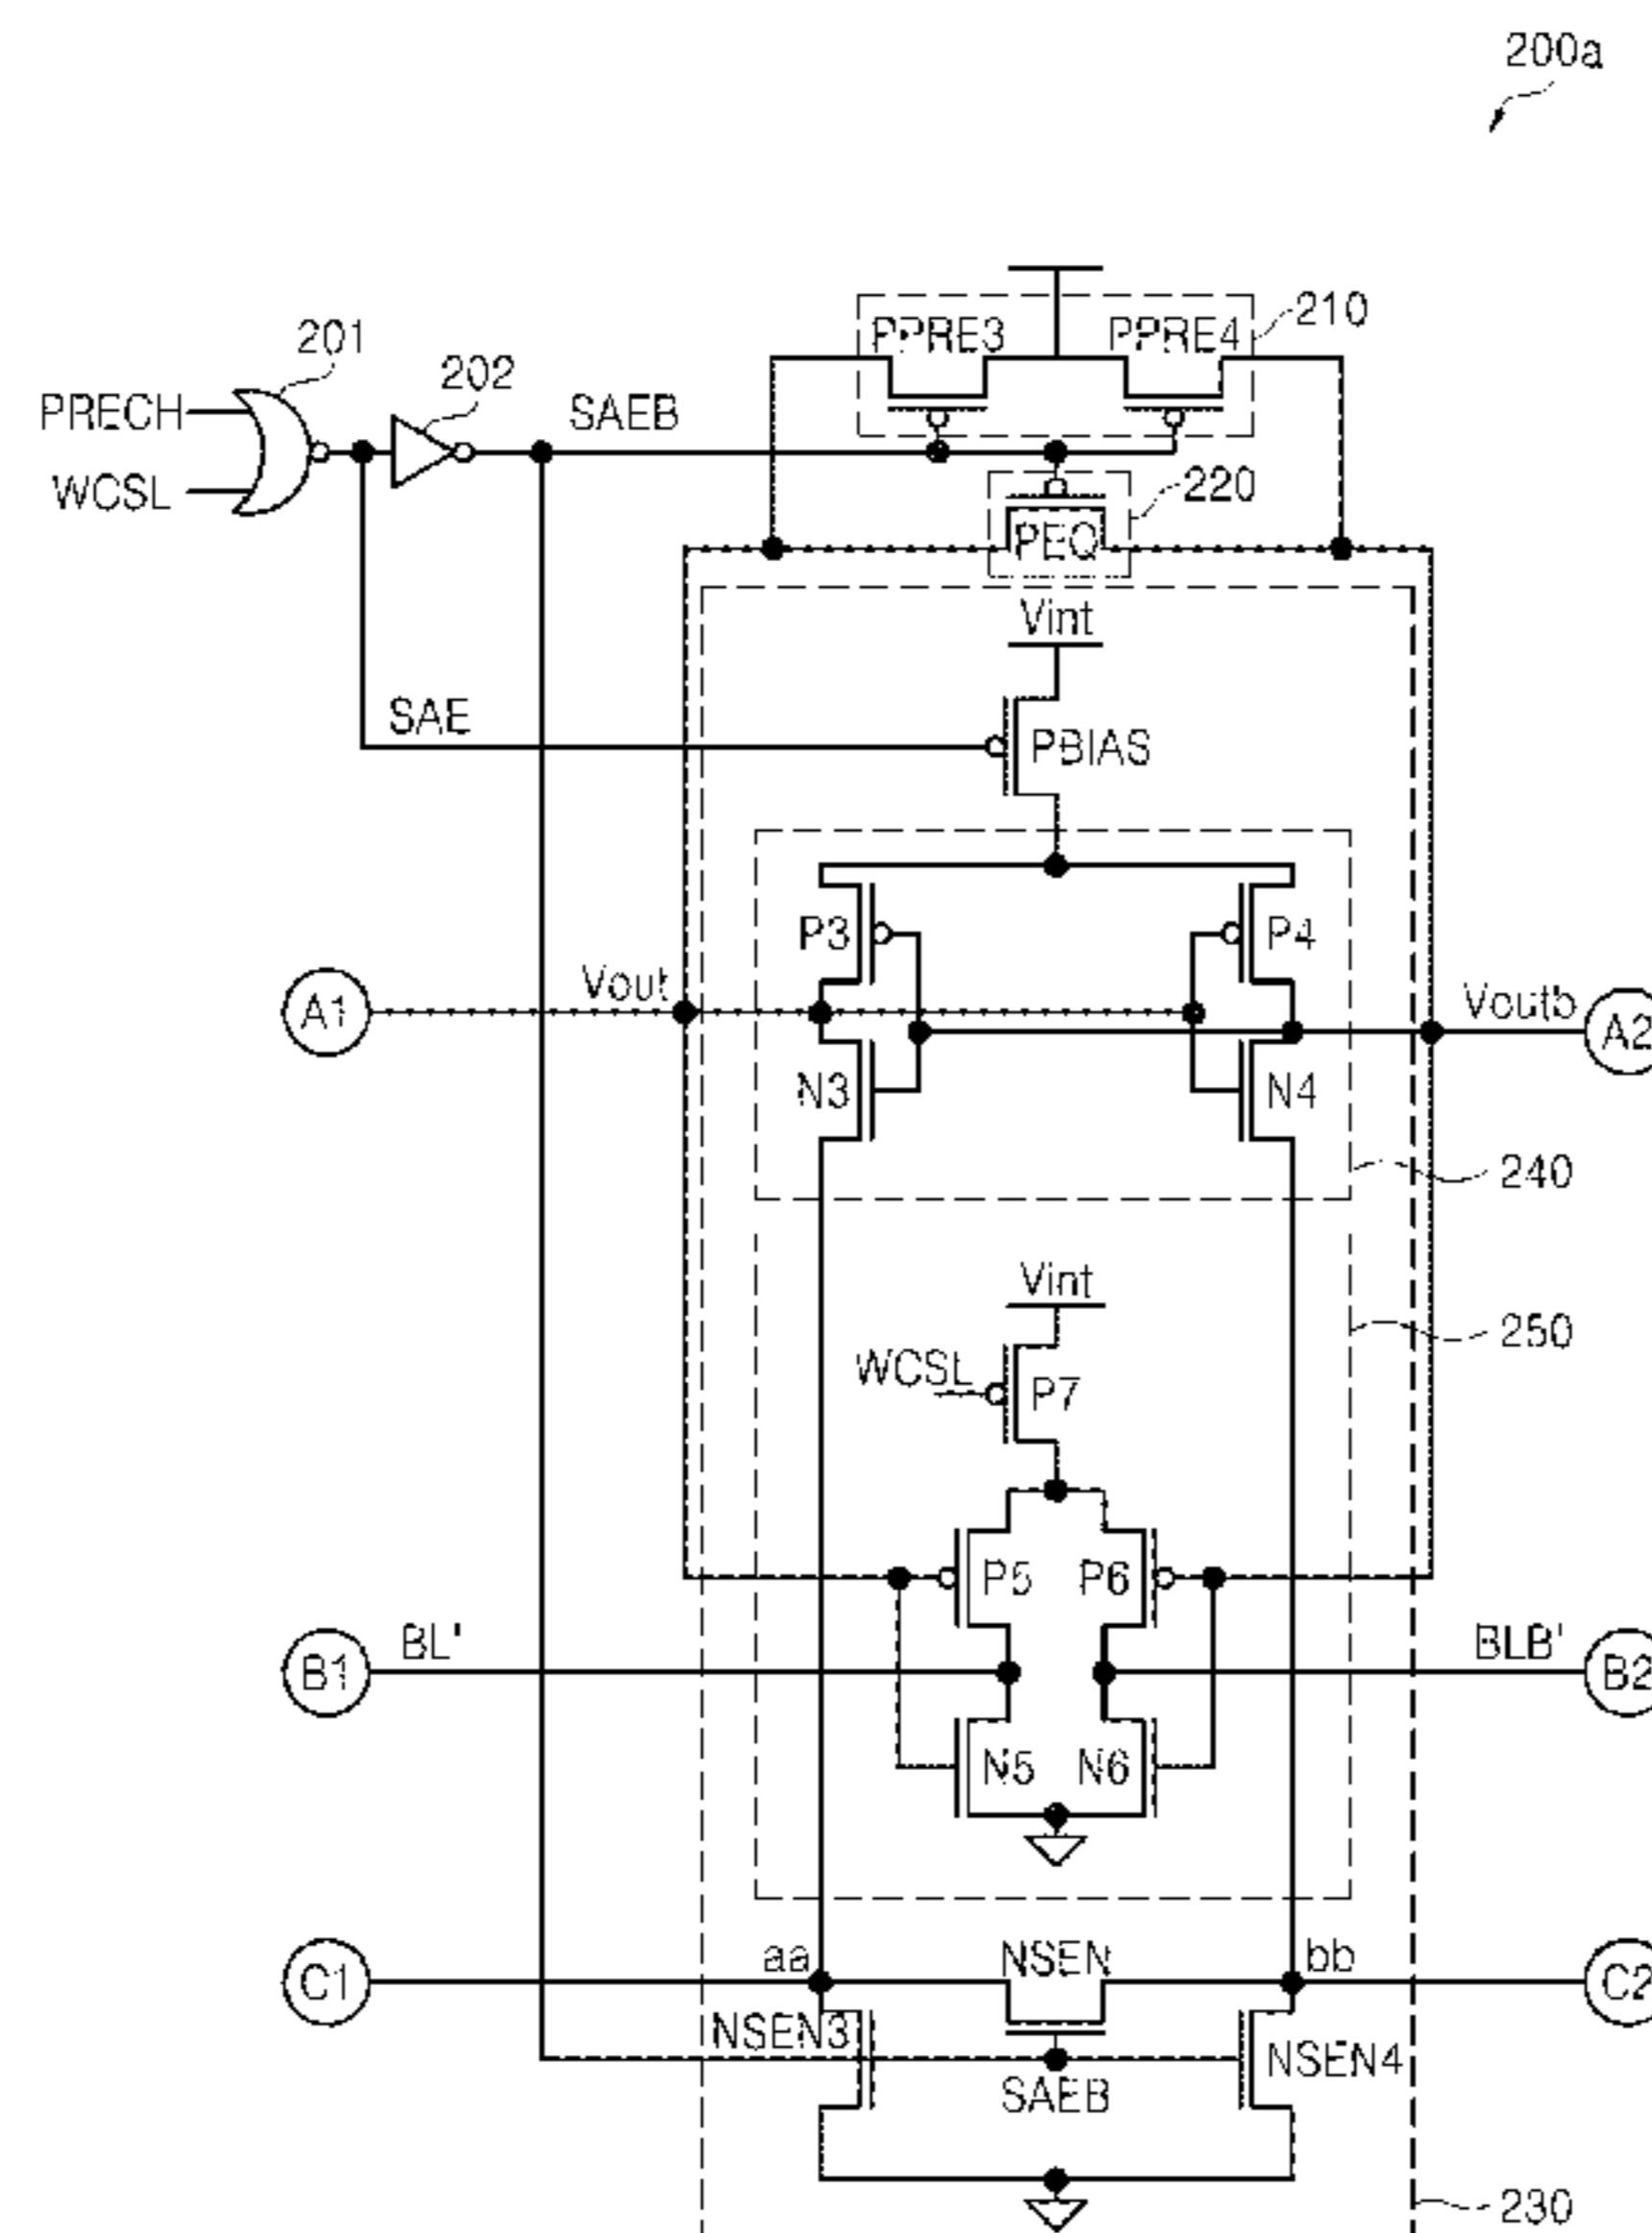 200a
PPRE3 PPRE4 210
201
202
PRECH
SAEB
WCSL
220
PEQ
Vint
SAE
PBIAS
P3 P4
A1 Vout Voutb A2
N3 N4
240
Vint
250
WCSL
P7
P5 P6
B1 BL' BLB' B2
N5 N6
C1 aa NSEN bb C2
NSEN3 NSEN4
SAEB
230